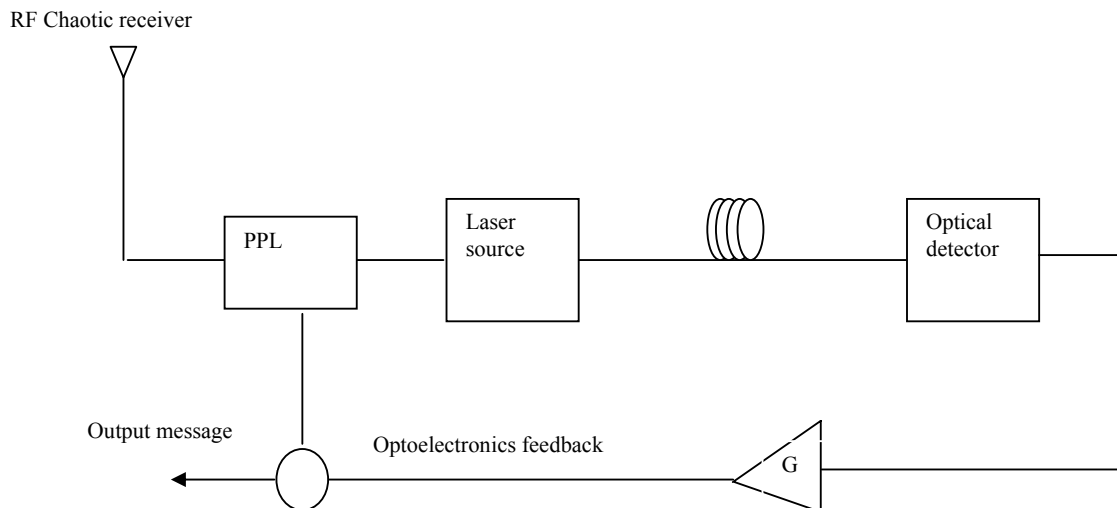 RF Chaotic receiver
PPL
Laser
source
Optical
detector
Output message
Optoelectronics feedback
G